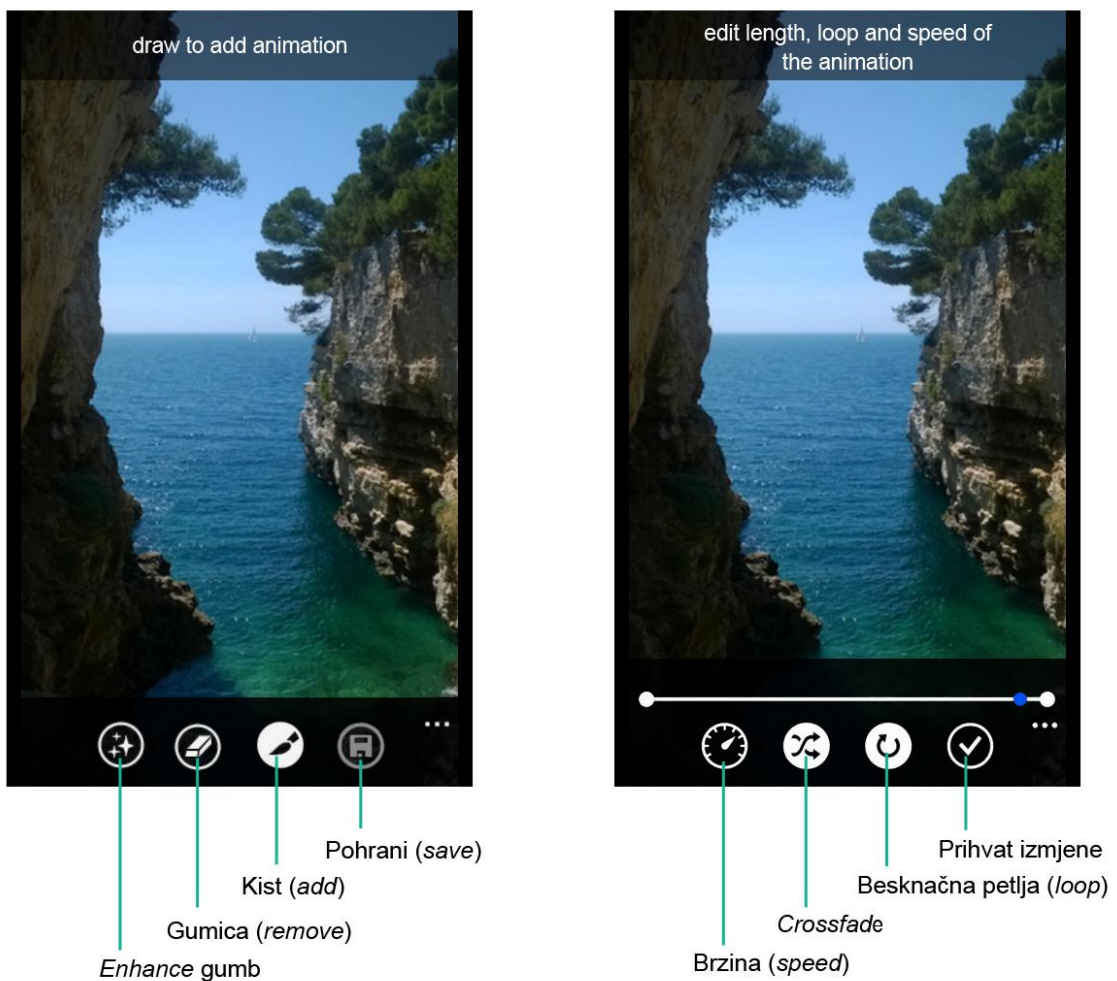 draw to add animation
Pohrani (save)
Kist (add)
Gumica (remove)
Enhance gumb
edit length, loop and speed of
the animation
Prihvat izmjene
Besknačna petlja (loop)
Crossfade
Brzina (speed)